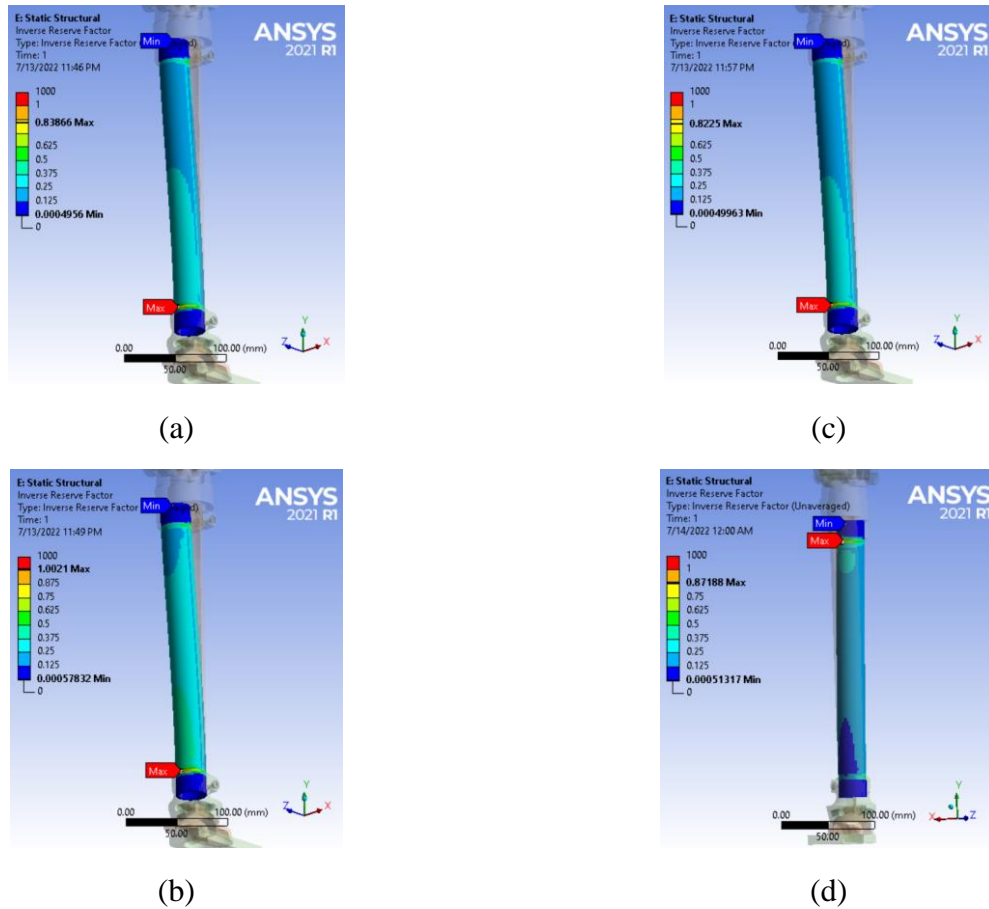 E: Static Structural
Inverse Reserve Factor
Type: Inverse Reserve Factor (
Time: 1
7/13/2022 11:46 PM
ANSYS
2021 R1
Min
1000
1
0.83866 Max
0.625
0.5
0.375
0.25
0.125
0.0004956 Min
0
Max
0.00
100.00 (mm)
50.00
Y
Z
X
(a)
E: Static Structural
Inverse Reserve Factor
Type: Inverse Reserve Factor (
Time: 1
7/13/2022 11:57 PM
ANSYS
2021 R1
Min
1000
1
0.8225 Max
0.625
0.5
0.375
0.25
0.125
0.00049963 Min
0
Max
0.00
100.00 (mm)
50.00
Y
Z
X
(c)
E: Static Structural
Inverse Reserve Factor
Type: Inverse Reserve Factor
Time: 1
7/13/2022 11:49 PM
ANSYS
2021 R1
Min
1000
1.0021 Max
0.875
0.75
0.625
0.5
0.375
0.25
0.125
0.00057832 Min
0
Max
0.00
100.00 (mm)
50.00
Y
Z
X
(b)
E: Static Structural
Inverse Reserve Factor
Type: Inverse Reserve Factor (Unaveraged)
Time: 1
7/14/2022 12:00 AM
ANSYS
2021 R1
Min
Max
1000
1
0.87188 Max
0.75
0.625
0.5
0.375
0.25
0.125
0.00051317 Min
0
0.00
100.00 (mm)
50.00
Y
X
Z
(d)